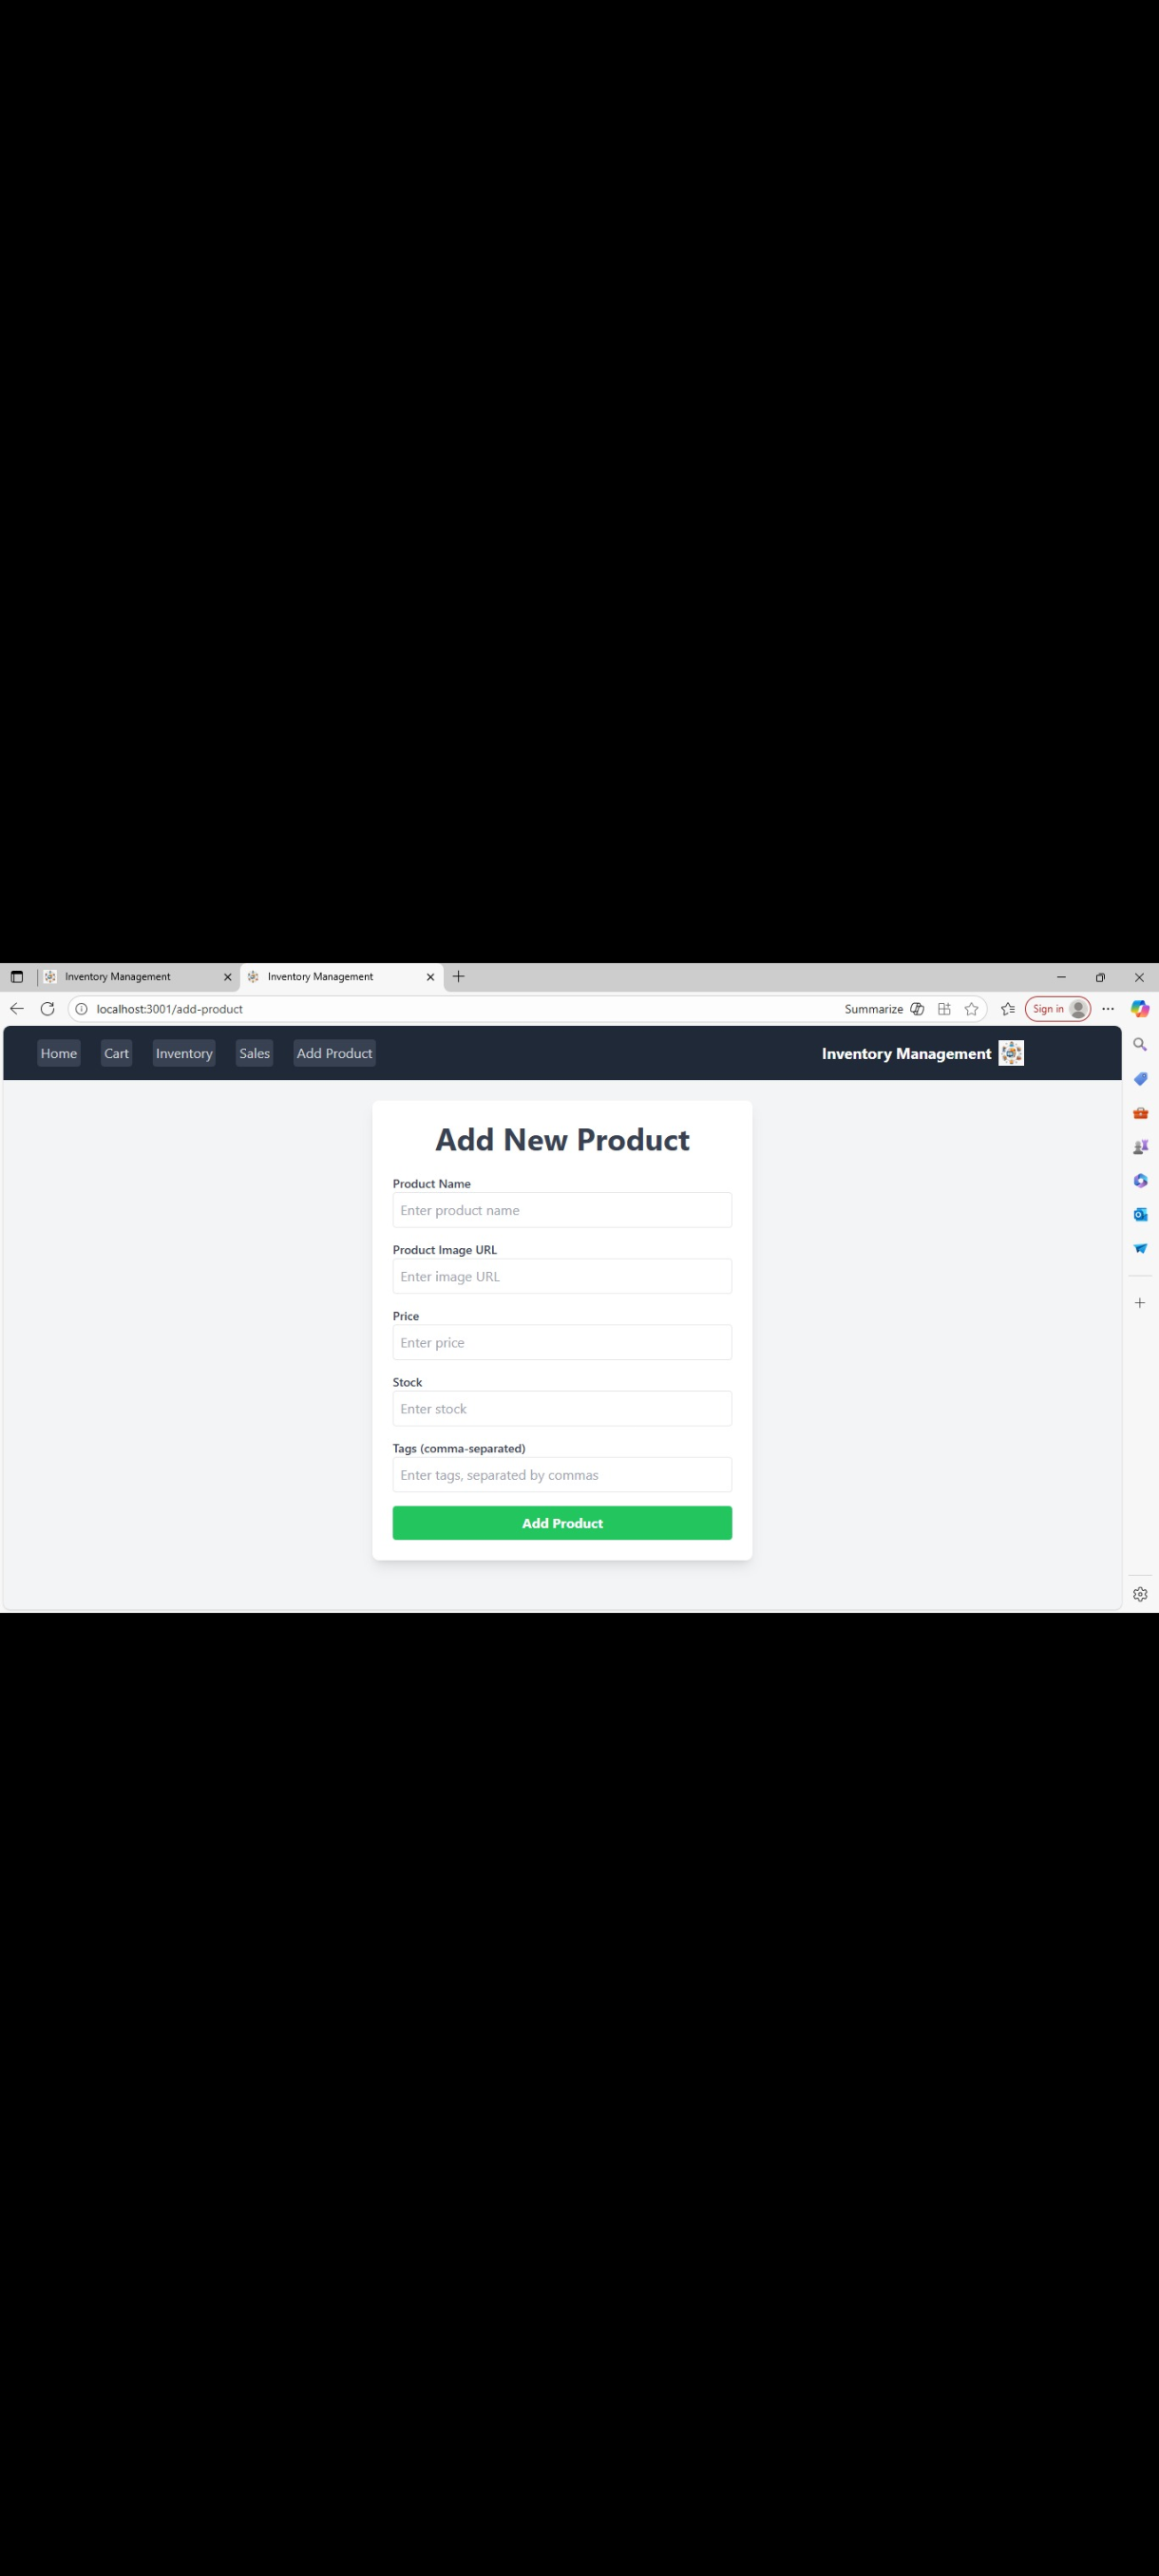 Inventory Management
Inventory Management
localhost:3001/add-product
Summarize
Sign in
Home
Cart
Inventory
Sales
Add Product
Inventory Management
Add New Product
Product Name
Enter product name
Product Image URL
Enter image URL
Price
Enter price
Stock
Enter stock
Tags (comma-separated)
Enter tags, separated by commas
Add Product